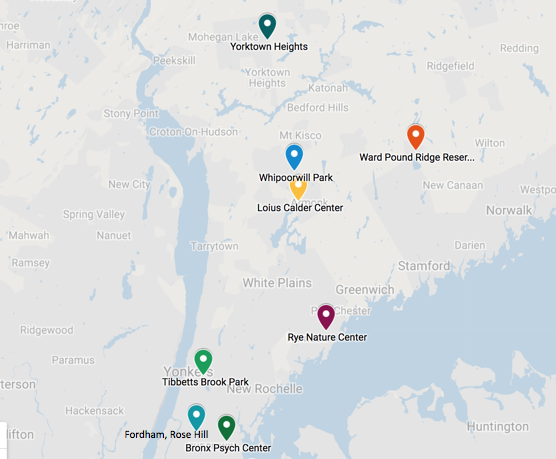 nroe
Harriman
Mohegan Lake
Yorktown Heights
Redding
Peekskill
Ridgefield
Yorktown
Heights
Katonah
Bedford Hills
Stony Point
Croton On-Hudson
Mt Kisco
Wilton
Ward Pound Ridge Reser...
Whipoorwill Park
New City
New Canaan
Westpo
Loius Calder Center
Norwalk
Spring Valley
Mahwah
Nanuet
Tarrytown
Darien
Ramsey
Stamford
White Plains
Greenwich
Chester
Rye Nature Center
Ridgewood
Paramus
Yonkers
Tibbetts Brook Park
terson
New Rochelle
Hackensack
Fordham, Rose Hill
Huntington
lifton
Bronx Psych Center